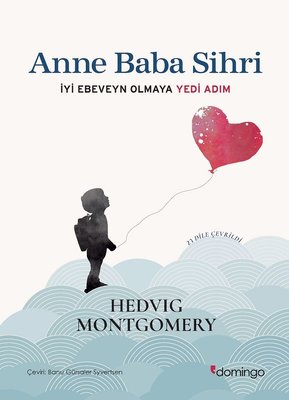 Anne Baba Sihri
İYİ EBEVEYN OLMAYA YEDİ ADIM
23 DİLE ÇEVRİLDİ
HEDVIG
MONTGOMERY
Çeviri: Banu Gürsaler Syvertsen
domingo